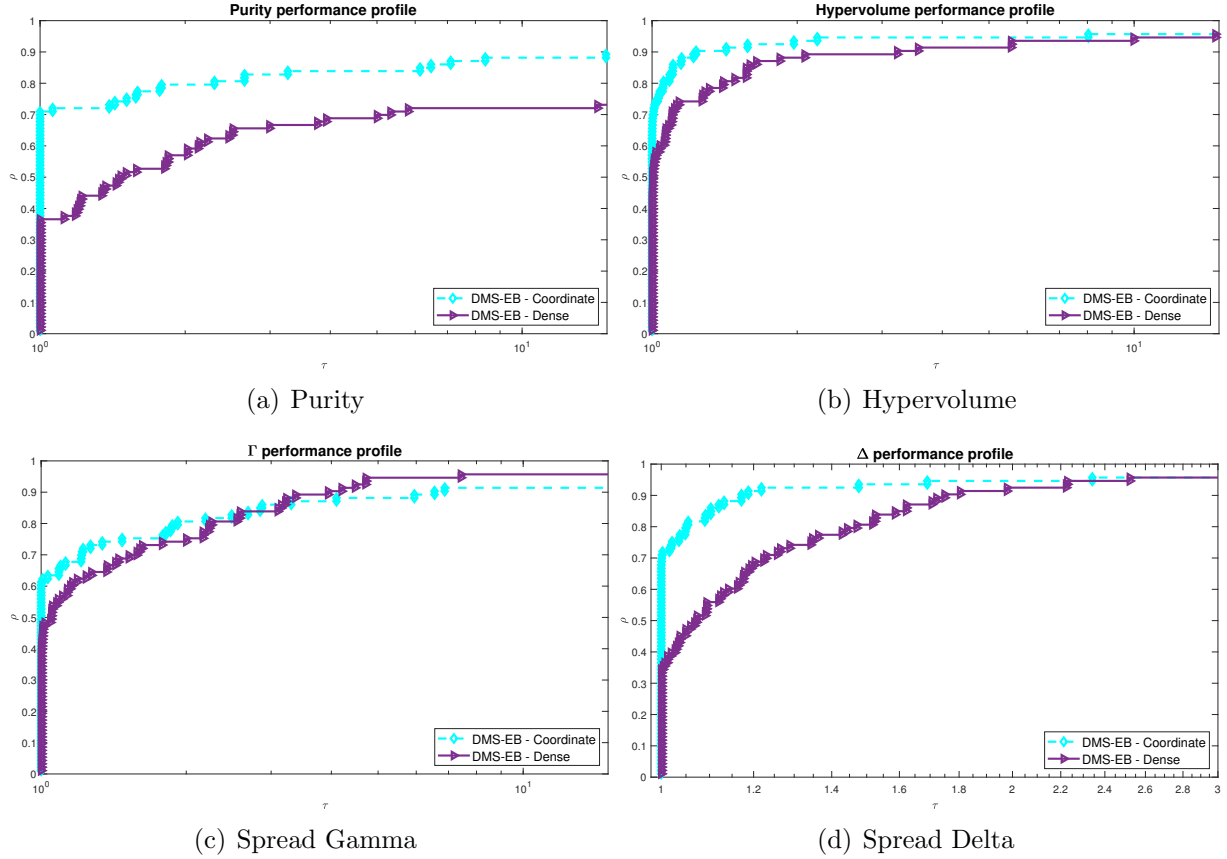 Purity performance profile
1
0.9
0.8
0.7
0.6
0.5
0.4
0.3
0.2
0.1
0
ρ
10⁰
10¹
τ
DMS-EB - Coordinate
DMS-EB - Dense
(a) Purity
Hypervolume performance profile
1
0.9
0.8
0.7
0.6
0.5
0.4
0.3
0.2
0.1
0
ρ
10⁰
10¹
τ
DMS-EB - Coordinate
DMS-EB - Dense
(b) Hypervolume
Γ performance profile
1
0.9
0.8
0.7
0.6
0.5
0.4
0.3
0.2
0.1
0
ρ
10⁰
10¹
τ
DMS-EB - Coordinate
DMS-EB - Dense
(c) Spread Gamma
Δ performance profile
1
0.9
0.8
0.7
0.6
0.5
0.4
0.3
0.2
0.1
0
ρ
1 1.2 1.4 1.6 1.8 2 2.2 2.4 2.6 2.8 3
τ
DMS-EB - Coordinate
DMS-EB - Dense
(d) Spread Delta